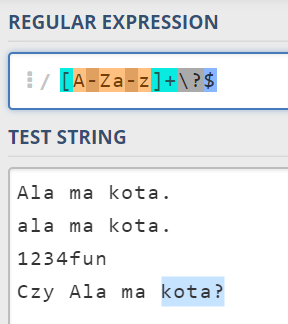 REGULAR EXPRESSION
/ [A-Za-z]+\?$
TEST STRING
Ala ma kota.
ala ma kota.
1234fun
Czy Ala ma kota?